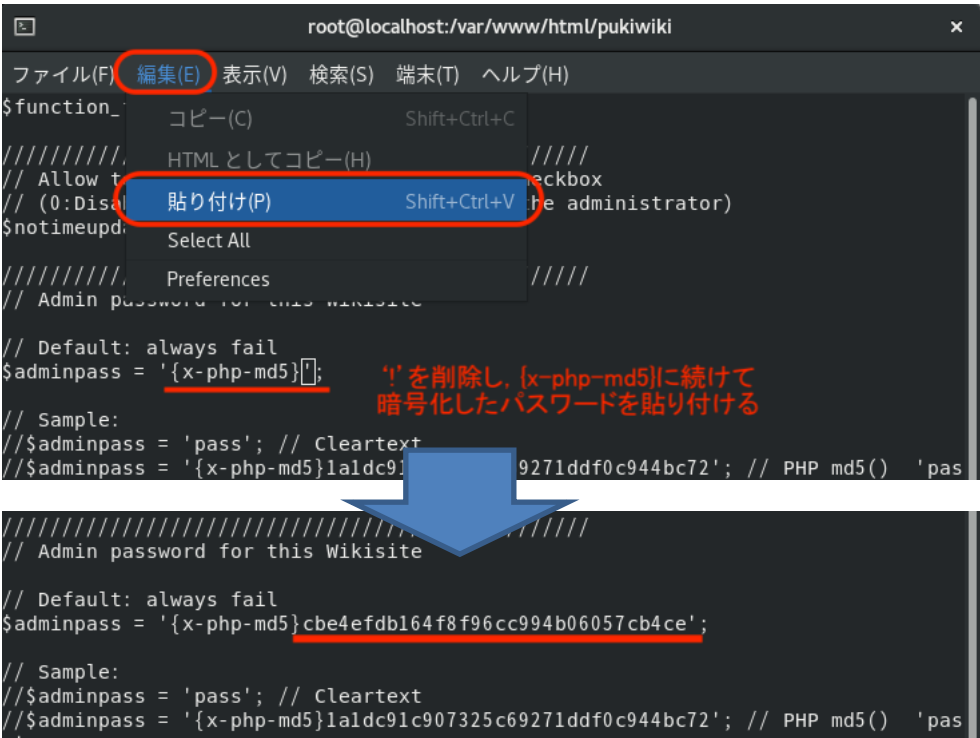 root@localhost:/var/www/html/pukiwiki ×
ファイル(F) 編集(E) 表示(V) 検索(S) 端末(T) ヘルプ(H)
$function_
コピー(C) Shift+Ctrl+C
HTML としてコピー(H)
貼り付け(P) Shift+Ctrl+V
Select All
Preferences
//////////. /////
// Allow t eckbox
// (0:Disa he administrator)
$notimeupd
//////////. /////
// Admin password for this Wikisite
// Default: always fail
$adminpass = '{x-php-md5}';
'!'を削除し, {x-php-md5}に続けて
暗号化したパスワードを貼り付ける
// Sample:
//$adminpass = 'pass'; // Cleartext
//$adminpass = '{x-php-md5}1a1dc91 9271ddf0c944bc72'; // PHP md5() 'pas
/////////////////////////////////////////////////
// Admin password for this Wikisite
// Default: always fail
$adminpass = '{x-php-md5}cbe4efdb164f8f96cc994b06057cb4ce';
// Sample:
//$adminpass = 'pass'; // Cleartext
//$adminpass = '{x-php-md5}1a1dc91c907325c69271ddf0c944bc72'; // PHP md5() 'pas